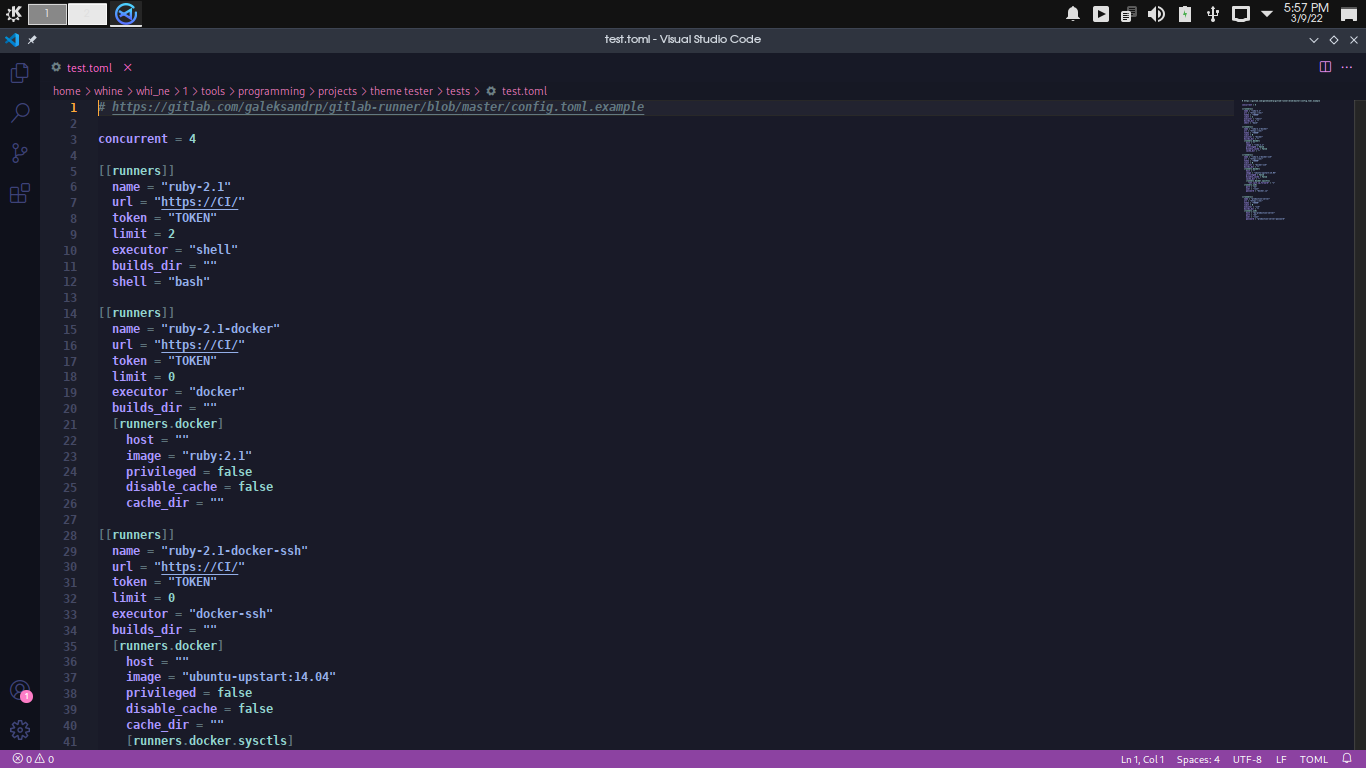 1
5:57 PM
3/9/22
test.toml - Visual Studio Code
test.toml
home > whine > whi_ne > 1 > tools > programming > projects > theme tester > tests > test.toml
1 # https://gitlab.com/galeksandrp/gitlab-runner/blob/master/config.toml.example
2
3 concurrent = 4
4
5 [[runners]]
6 name = "ruby-2.1"
7 url = "https://CI/"
8 token = "TOKEN"
9 limit = 2
10 executor = "shell"
11 builds_dir = ""
12 shell = "bash"
13
14 [[runners]]
15 name = "ruby-2.1-docker"
16 url = "https://CI/"
17 token = "TOKEN"
18 limit = 0
19 executor = "docker"
20 builds_dir = ""
21 [runners.docker]
22 host = ""
23 image = "ruby:2.1"
24 privileged = false
25 disable_cache = false
26 cache_dir = ""
27
28 [[runners]]
29 name = "ruby-2.1-docker-ssh"
30 url = "https://CI/"
31 token = "TOKEN"
32 limit = 0
33 executor = "docker-ssh"
34 builds_dir = ""
35 [runners.docker]
36 host = ""
37 image = "ubuntu-upstart:14.04"
38 privileged = false
39 disable_cache = false
40 cache_dir = ""
41 [runners.docker.sysctls]
1
0 0
Ln 1, Col 1 Spaces: 4 UTF-8 LF TOML